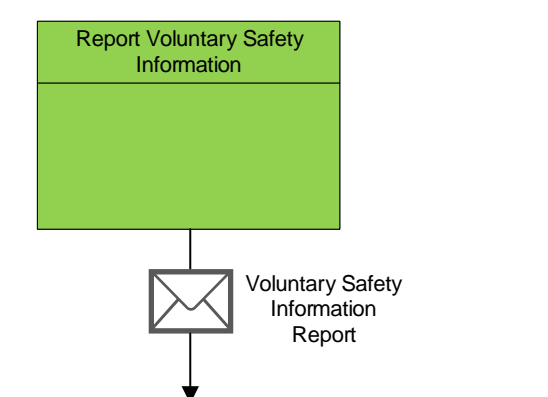 Report Voluntary Safety
Information
Voluntary Safety
Information
Report